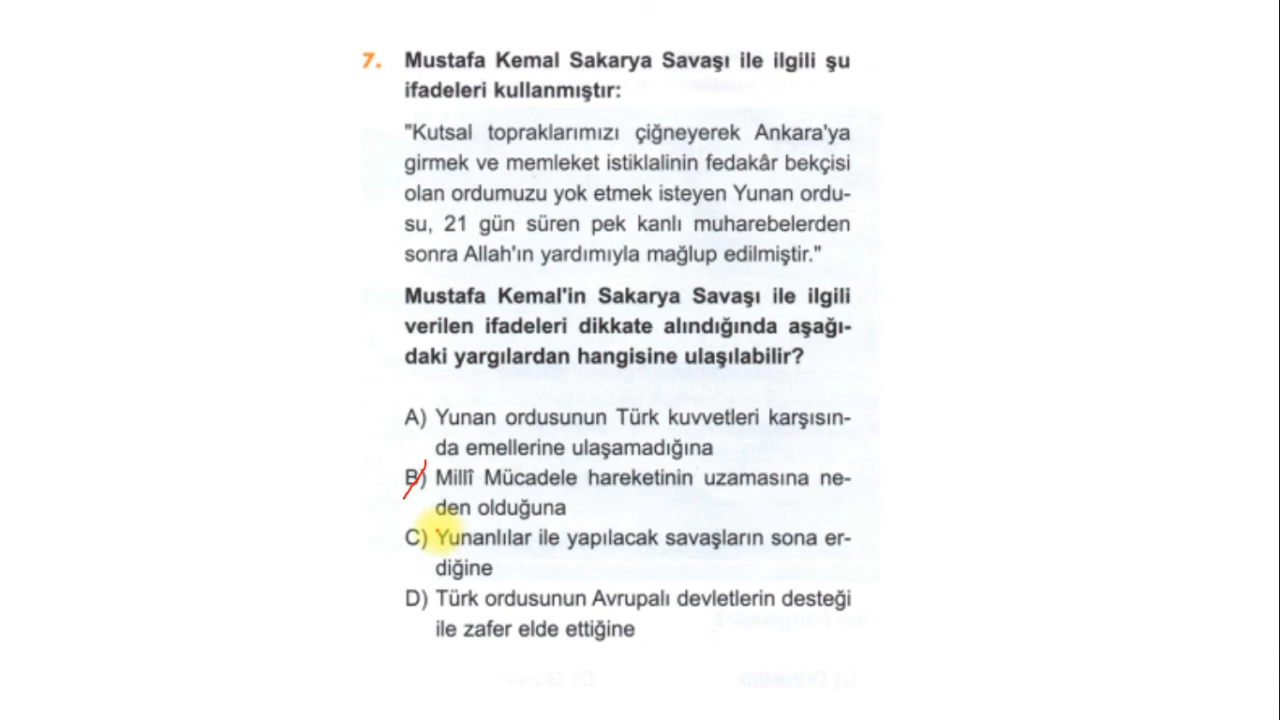 7. Mustafa Kemal Sakarya Savaşı ile ilgili şu
ifadeleri kullanmıştır:
"Kutsal topraklarımızı çiğneyerek Ankara'ya
girmek ve memleket istiklalinin fedakâr bekçisi
olan ordumuzu yok etmek isteyen Yunan ordu-
su, 21 gün süren pek kanlı muharebelerden
sonra Allah'ın yardımıyla mağlup edilmiştir."
Mustafa Kemal'in Sakarya Savaşı ile ilgili
verilen ifadeleri dikkate alındığında aşağı-
daki yargılardan hangisine ulaşılabilir?
A) Yunan ordusunun Türk kuvvetleri karşısın-
da emellerine ulaşamadığına
B) Millî Mücadele hareketinin uzamasına ne-
den olduğuna
C) Yunanlılar ile yapılacak savaşların sona er-
diğine
D) Türk ordusunun Avrupalı devletlerin desteği
ile zafer elde ettiğine